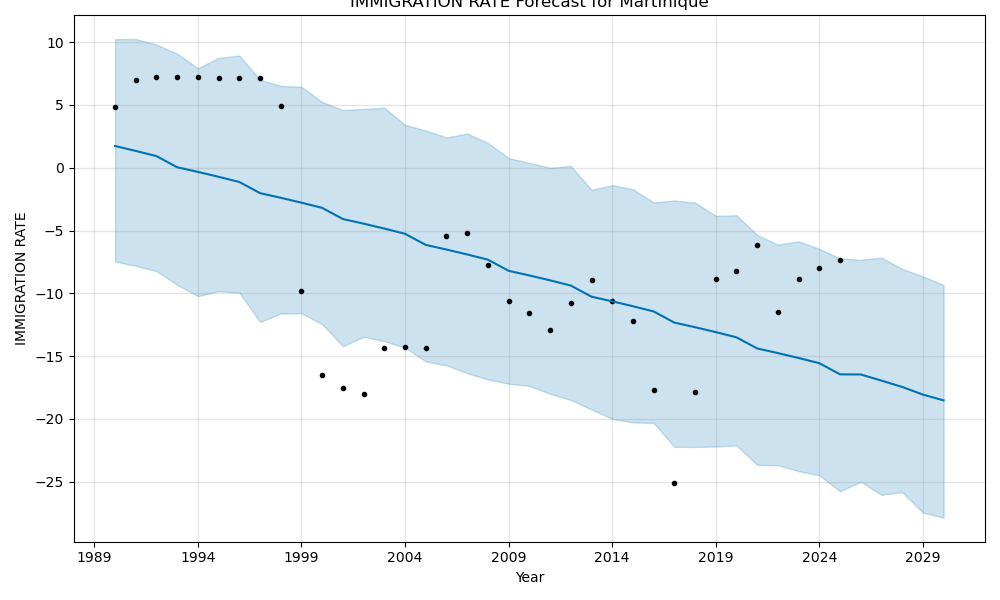 IMMIGRATION RATE Forecast for Martinique
10
5
0
−5
−10
−15
−20
−25
IMMIGRATION RATE
1989 1994 1999 2004 2009 2014 2019 2024 2029
Year